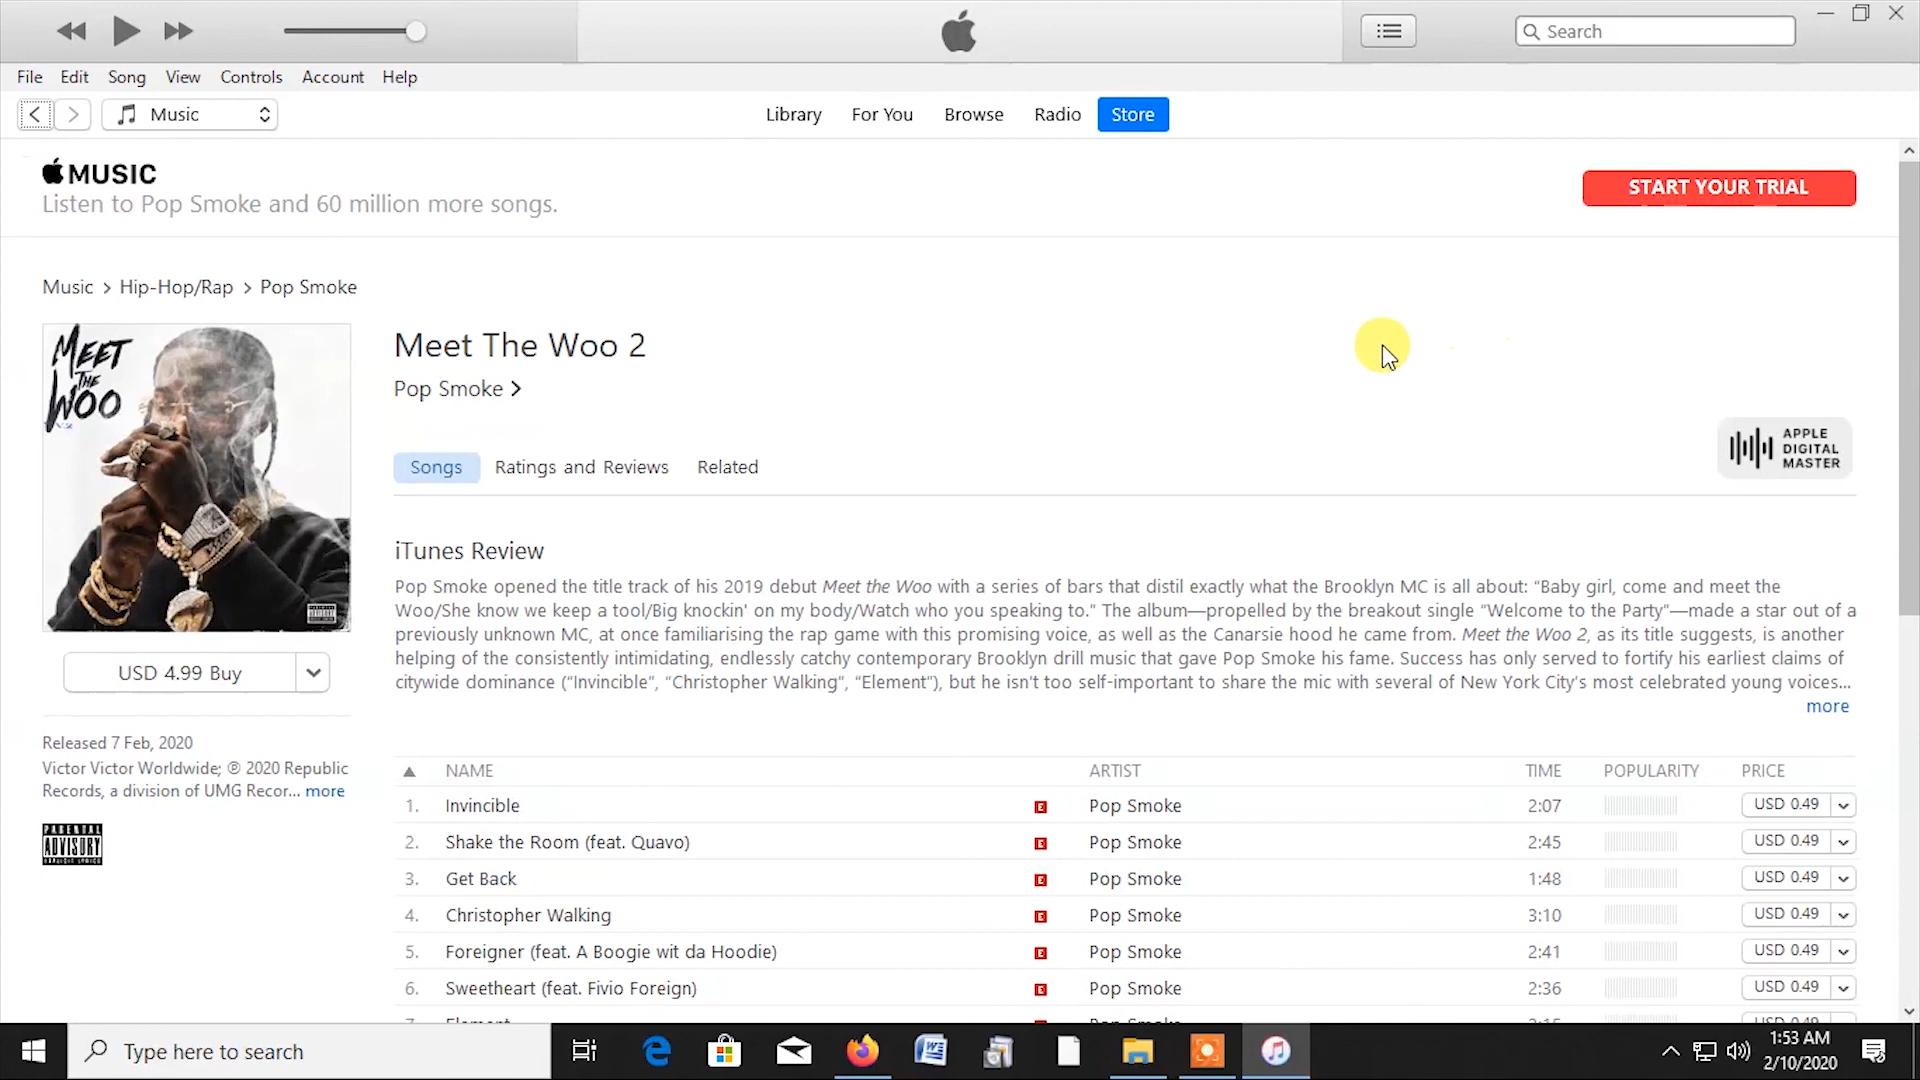 Search
File Edit Song View Controls Account Help
Music Library For You Browse Radio Store
MUSIC
Listen to Pop Smoke and 60 million more songs.
START YOUR TRIAL
Music > Hip-Hop/Rap > Pop Smoke
MEET
THE
WOO
V.2
Meet The Woo 2
Pop Smoke >
APPLE
DIGITAL
MASTER
Songs Ratings and Reviews Related
iTunes Review
Pop Smoke opened the title track of his 2019 debut Meet the Woo with a series of bars that distil exactly what the Brooklyn MC is all about: “Baby girl, come and meet the
Woo/She know we keep a tool/Big knockin' on my body/Watch who you speaking to.” The album—propelled by the breakout single “Welcome to the Party”—made a star out of a
previously unknown MC, at once familiarising the rap game with this promising voice, as well as the Canarsie hood he came from. Meet the Woo 2, as its title suggests, is another
helping of the consistently intimidating, endlessly catchy contemporary Brooklyn drill music that gave Pop Smoke his fame. Success has only served to fortify his earliest claims of
citywide dominance (“Invincible”, “Christopher Walking”, “Element”), but he isn't too self-important to share the mic with several of New York City's most celebrated young voices...
more
USD 4.99 Buy
Released 7 Feb, 2020
Victor Victor Worldwide; ℗ 2020 Republic
Records, a division of UMG Recor... more
PARENTAL
ADVISORY
EXPLICIT LYRICS
NAME ARTIST TIME POPULARITY PRICE
1. Invincible E Pop Smoke 2:07 USD 0.49
2. Shake the Room (feat. Quavo) E Pop Smoke 2:45 USD 0.49
3. Get Back E Pop Smoke 1:48 USD 0.49
4. Christopher Walking E Pop Smoke 3:10 USD 0.49
5. Foreigner (feat. A Boogie wit da Hoodie) E Pop Smoke 2:41 USD 0.49
6. Sweetheart (feat. Fivio Foreign) E Pop Smoke 2:36 USD 0.49
7. Element Pop Smoke 2:15 USD 0.49
Type here to search
1:53 AM
2/10/2020